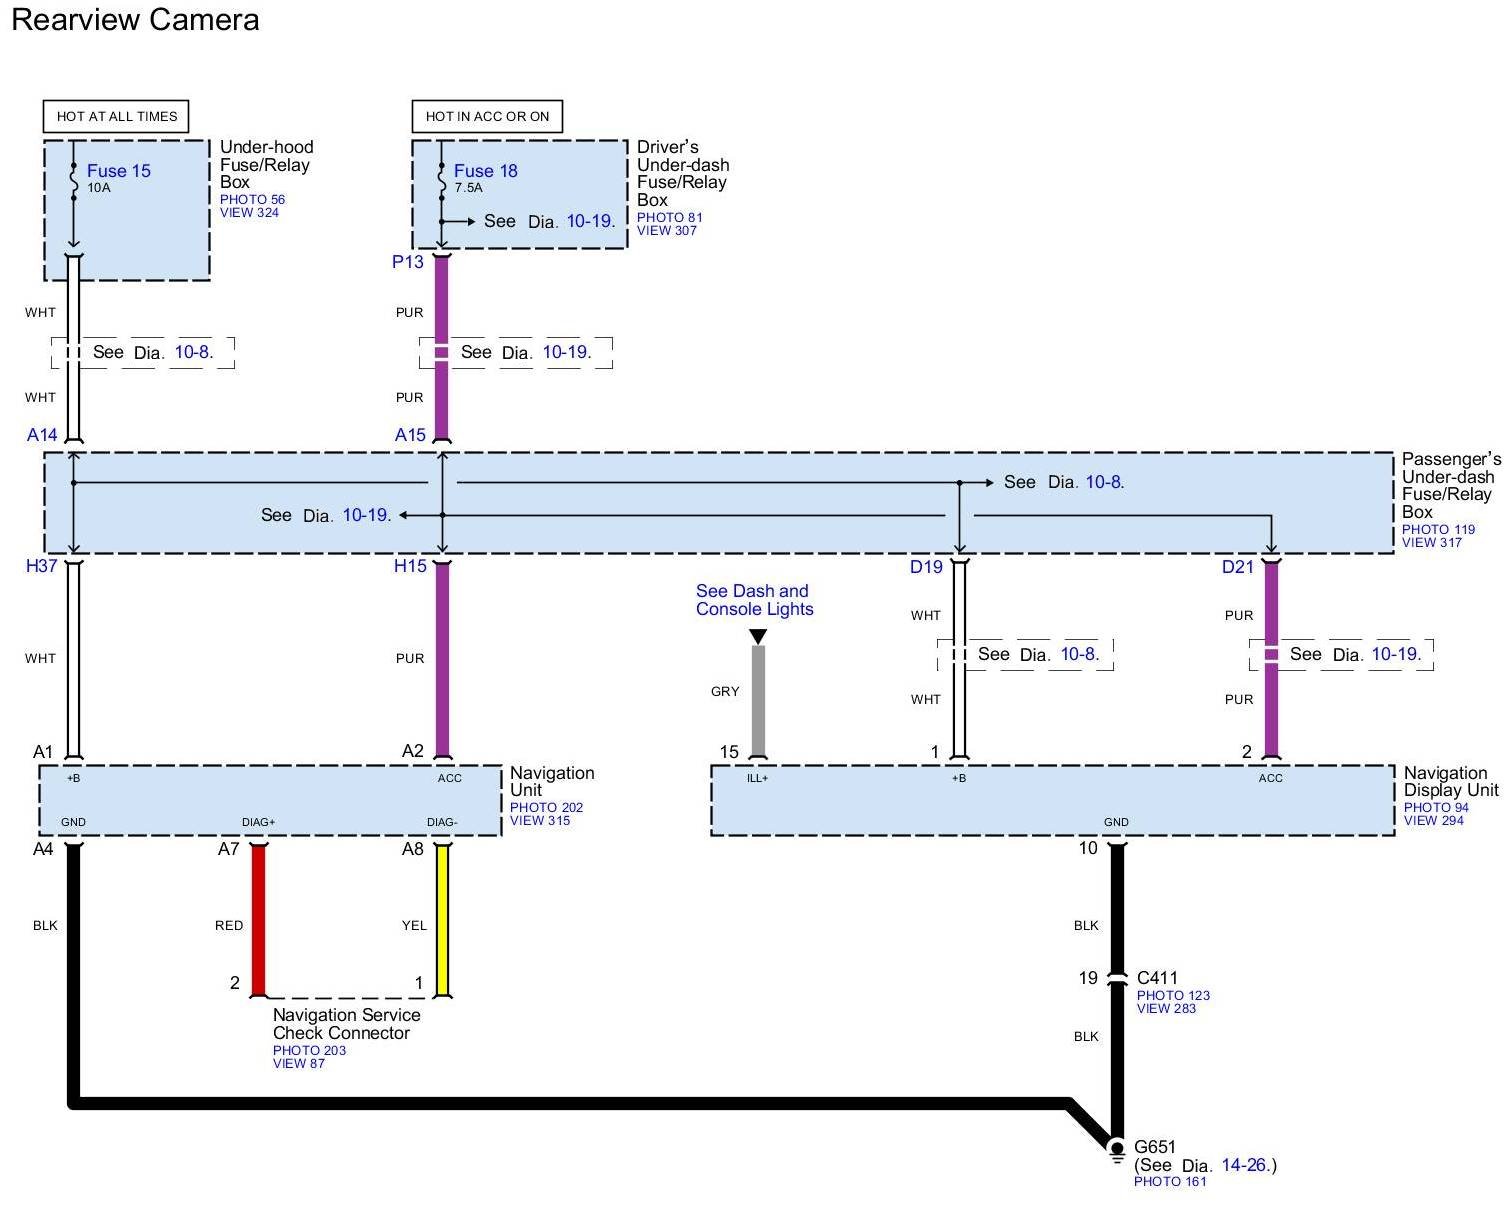 Rearview Camera
HOT AT ALL TIMES
HOT IN ACC OR ON
Fuse 15
10A
Under-hood
Fuse/Relay
Box
PHOTO 56
VIEW 324
Fuse 18
7.5A
See Dia. 10-19.
Driver's
Under-dash
Fuse/Relay
Box
PHOTO 81
VIEW 307
P13
WHT
PUR
See Dia. 10-8.
See Dia. 10-19.
WHT
PUR
A14
A15
See Dia. 10-8.
See Dia. 10-19.
Passenger's
Under-dash
Fuse/Relay
Box
PHOTO 119
VIEW 317
H37
H15
D19
D21
See Dash and
Console Lights
WHT
PUR
See Dia. 10-8.
See Dia. 10-19.
WHT
PUR
GRY
WHT
PUR
A1
A2
15
1
2
+B
ACC
ILL+
+B
ACC
Navigation
Unit
PHOTO 202
VIEW 315
Navigation
Display Unit
PHOTO 94
VIEW 294
GND
DIAG+
DIAG-
GND
A4
A7
A8
10
BLK
RED
YEL
BLK
2
1
19
C411
PHOTO 123
VIEW 283
Navigation Service
Check Connector
PHOTO 203
VIEW 87
BLK
G651
(See Dia. 14-26.)
PHOTO 161